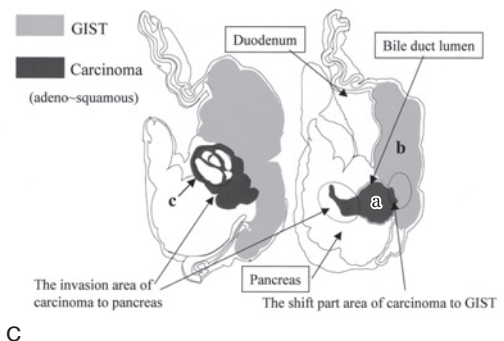 GIST
Carcinoma
(adeno~squamous)
Duodenum
Bile duct lumen
b
a
c
The invasion area of
carcinoma to pancreas
Pancreas
The shift part area of carcinoma to GIST
C